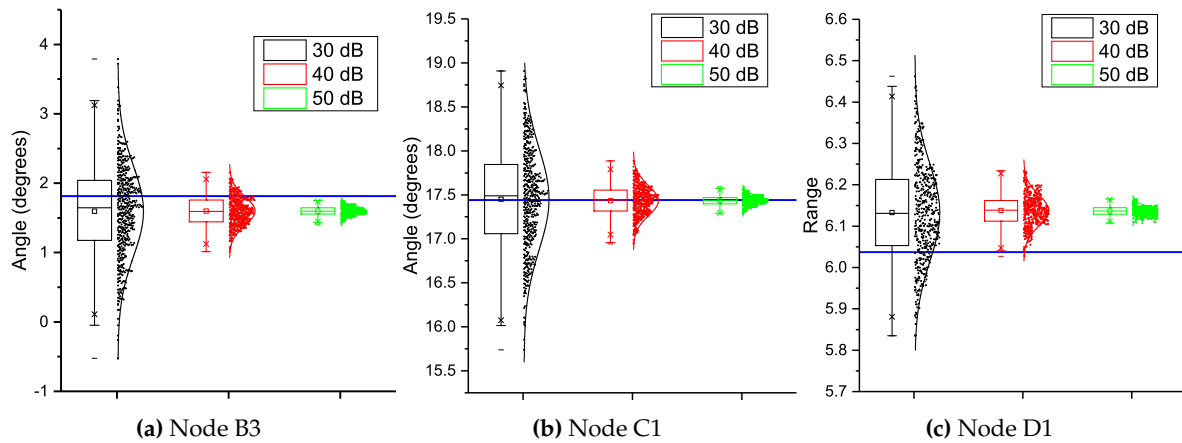 4
3
2
1
0
-1
Angle (degrees)
30 dB
40 dB
50 dB
(a) Node B3
19.5
19.0
18.5
18.0
17.5
17.0
16.5
16.0
15.5
Angle (degrees)
30 dB
40 dB
50 dB
(b) Node C1
6.6
6.5
6.4
6.3
6.2
6.1
6.0
5.9
5.8
5.7
Range
30 dB
40 dB
50 dB
(c) Node D1